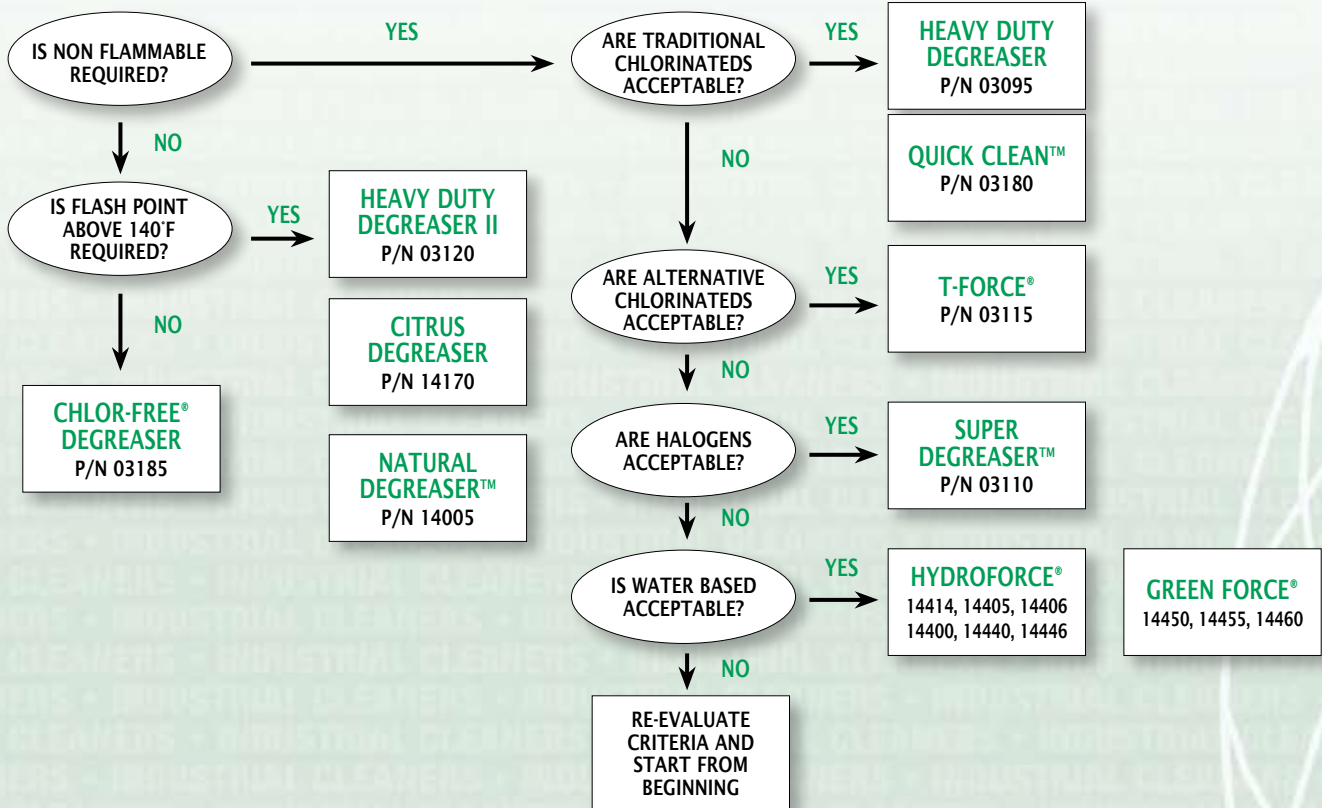 IS NON FLAMMABLE
REQUIRED?
YES
ARE TRADITIONAL
CHLORINATEDS
ACCEPTABLE?
YES
HEAVY DUTY
DEGREASER
P/N 03095
QUICK CLEAN™
P/N 03180
NO
NO
IS FLASH POINT
ABOVE 140°F
REQUIRED?
YES
HEAVY DUTY
DEGREASER II
P/N 03120
CITRUS
DEGREASER
P/N 14170
NATURAL
DEGREASER™
P/N 14005
NO
CHLOR-FREE®
DEGREASER
P/N 03185
ARE ALTERNATIVE
CHLORINATEDS
ACCEPTABLE?
YES
T-FORCE®
P/N 03115
NO
ARE HALOGENS
ACCEPTABLE?
YES
SUPER
DEGREASER™
P/N 03110
NO
IS WATER BASED
ACCEPTABLE?
YES
HYDROFORCE®
14414, 14405, 14406
14400, 14440, 14446
GREEN FORCE®
14450, 14455, 14460
NO
RE-EVALUATE
CRITERIA AND
START FROM
BEGINNING